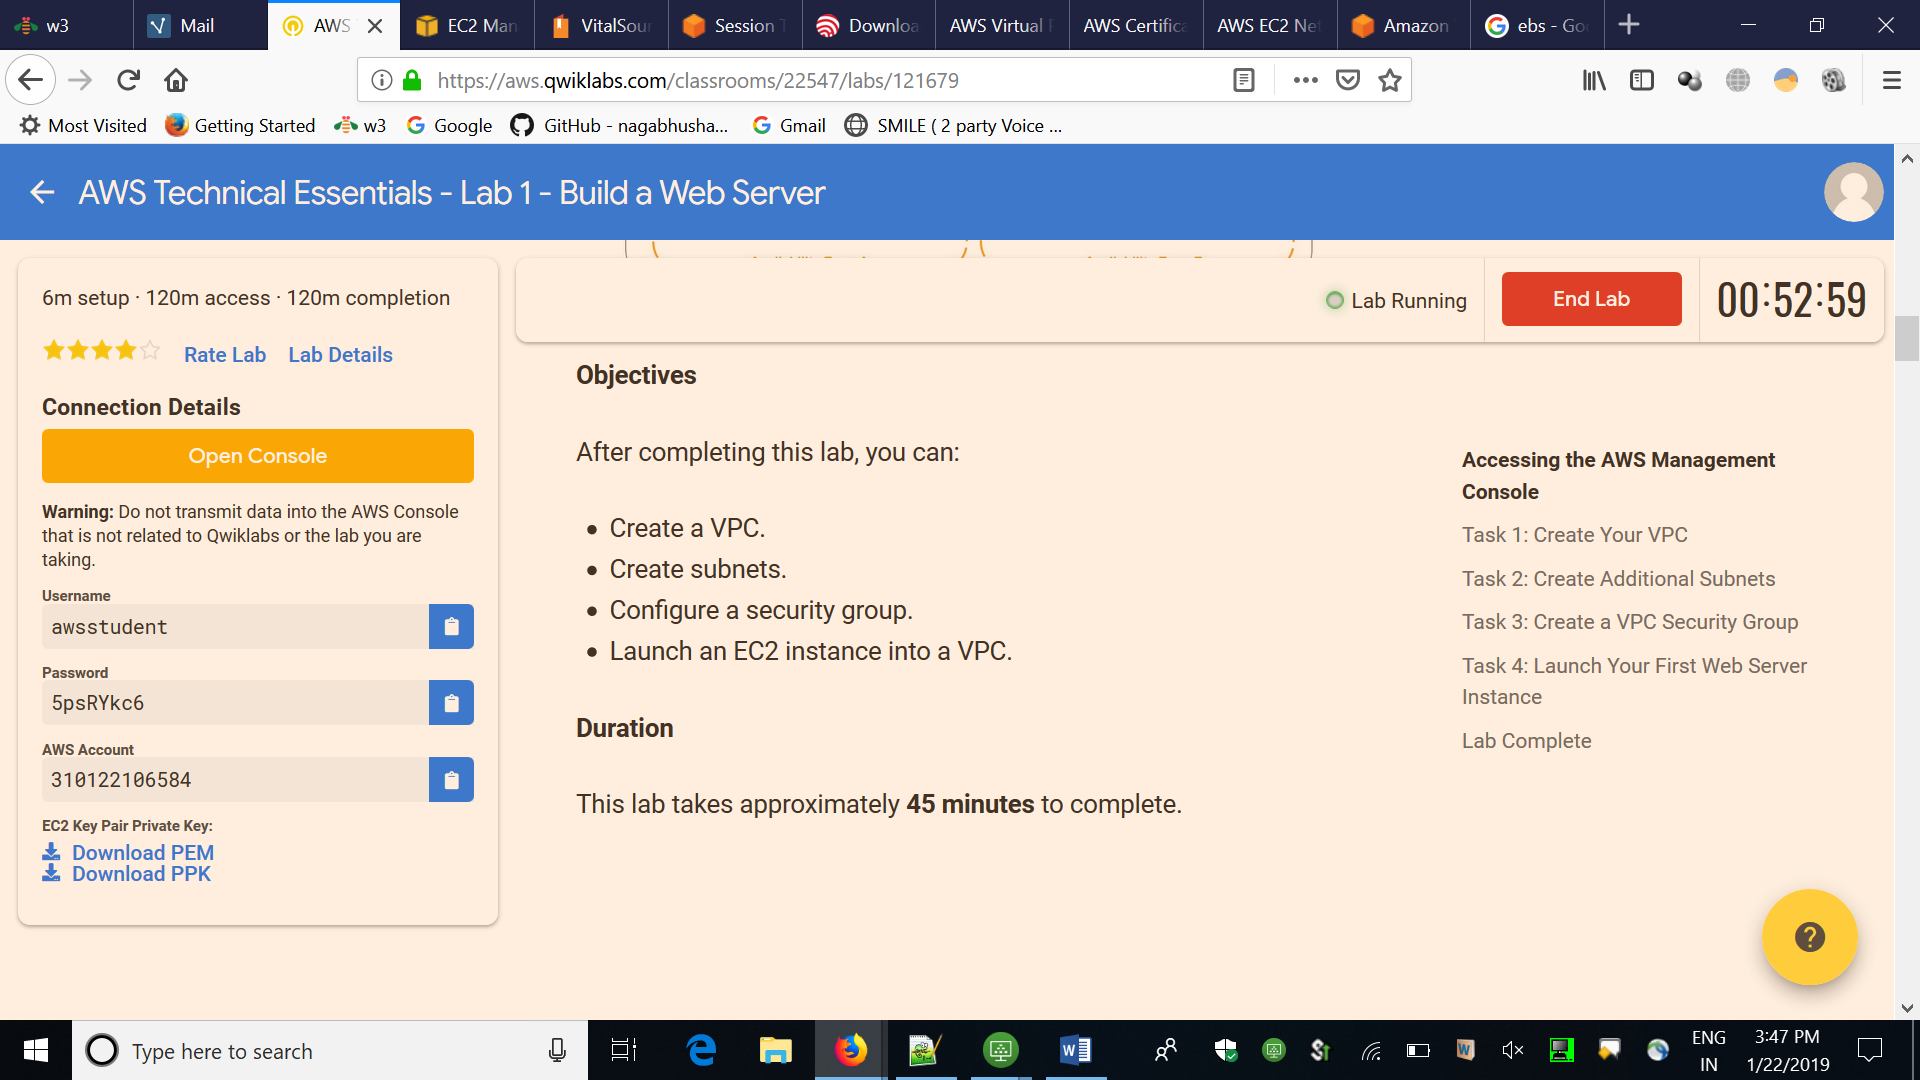 w3
Mail
AWS
EC2 Man
VitalSour
Session
Downloa
AWS Virtual
AWS Certifica
AWS EC2 Net
Amazon
ebs - Go
https://aws.qwiklabs.com/classrooms/22547/labs/121679
Most Visited
Getting Started
w3
Google
GitHub - nagabhusha...
Gmail
SMILE ( 2 party Voice ...
AWS Technical Essentials - Lab 1 - Build a Web Server
6m setup · 120m access · 120m completion
Rate Lab
Lab Details
Connection Details
Open Console
Warning: Do not transmit data into the AWS Console
that is not related to Qwiklabs or the lab you are
taking.
Username
awsstudent
Password
5psRYkc6
AWS Account
310122106584
EC2 Key Pair Private Key:
Download PEM
Download PPK
Lab Running
End Lab
00:52:59
Objectives
After completing this lab, you can:
Create a VPC.
Create subnets.
Configure a security group.
Launch an EC2 instance into a VPC.
Duration
This lab takes approximately 45 minutes to complete.
Accessing the AWS Management
Console
Task 1: Create Your VPC
Task 2: Create Additional Subnets
Task 3: Create a VPC Security Group
Task 4: Launch Your First Web Server
Instance
Lab Complete
Type here to search
ENG
IN
3:47 PM
1/22/2019